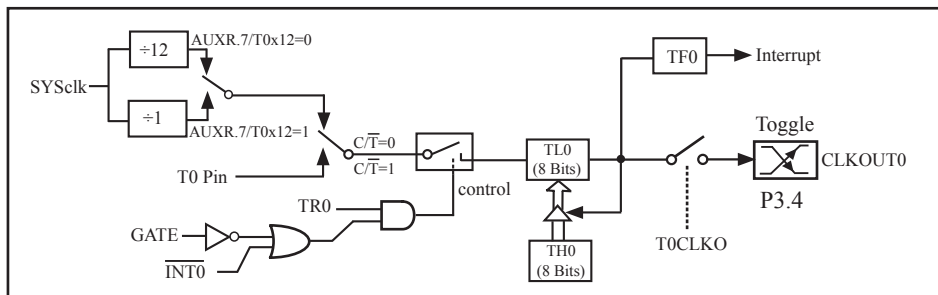 AUXR.7/T0x12=0
÷12
SYSclk
÷1
AUXR.7/T0x12=1
T0 Pin
C/T̅=0
C/T̅=1
control
TR0
GATE
I̅N̅T̅0̅
TL0
(8 Bits)
TH0
(8 Bits)
TF0
Interrupt
Toggle
CLKOUT0
P3.4
T0CLKO